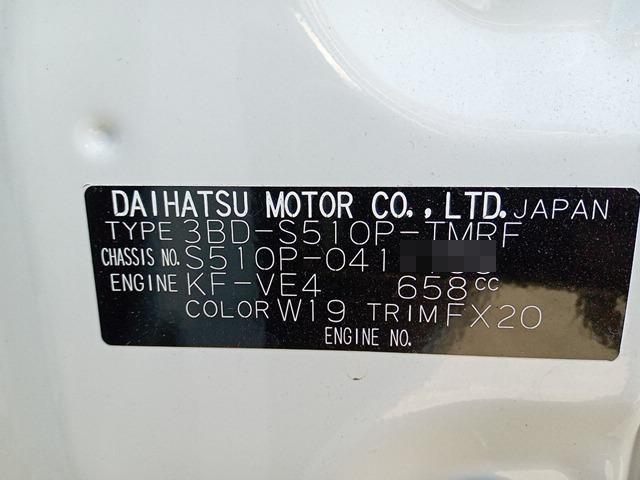 DAIHATSU MOTOR CO.,LTD. JAPAN
TYPE 3BD-S510P-TMRF
CHASSIS NO. S510P-041
ENGINE KF-VE4 658cc
COLOR W19 TRIM FX20
ENGINE NO.